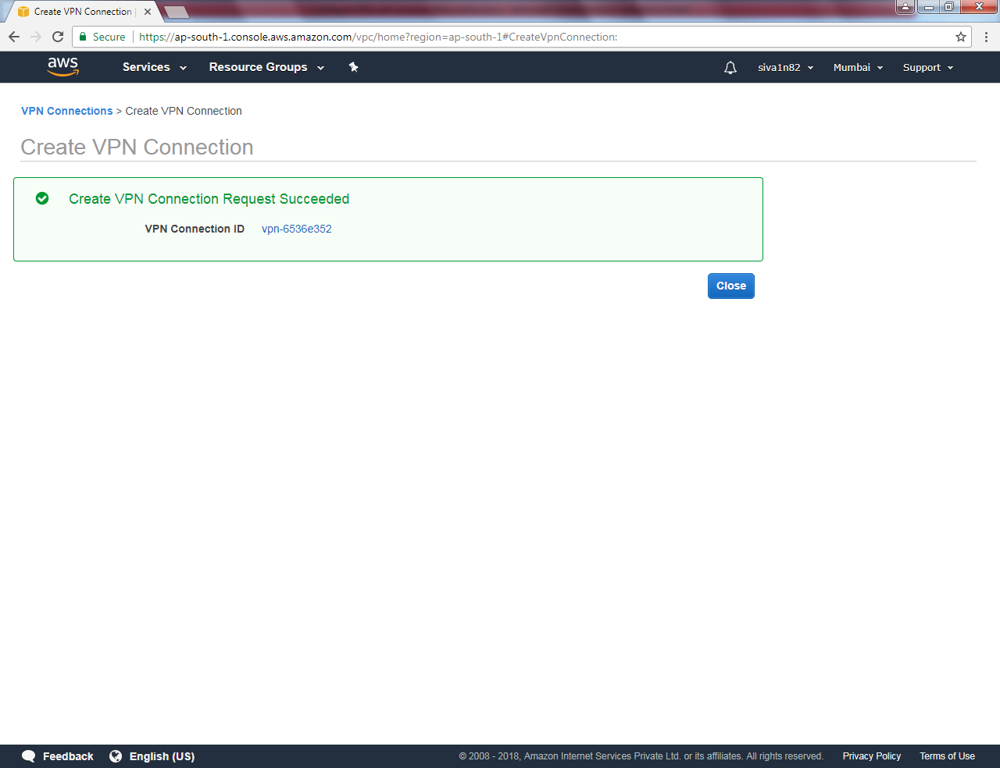 Create VPN Connection
Secure https://ap-south-1.console.aws.amazon.com/vpc/home?region=ap-south-1#CreateVpnConnection:
aws Services Resource Groups siva1n82 Mumbai Support
VPN Connections > Create VPN Connection
Create VPN Connection
Create VPN Connection Request Succeeded
VPN Connection ID vpn-6536e352
Close
Feedback English (US) © 2008 - 2018, Amazon Internet Services Private Ltd. or its affiliates. All rights reserved. Privacy Policy Terms of Use